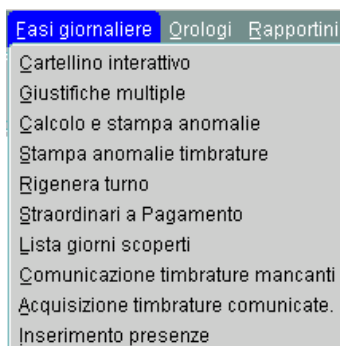 Fasi giornaliere Orologi Rapportini
Cartellino interattivo
Giustifiche multiple
Calcolo e stampa anomalie
Stampa anomalie timbrature
Rigenera turno
Straordinari a Pagamento
Lista giorni scoperti
Comunicazione timbrature mancanti
Acquisizione timbrature comunicate.
Inserimento presenze